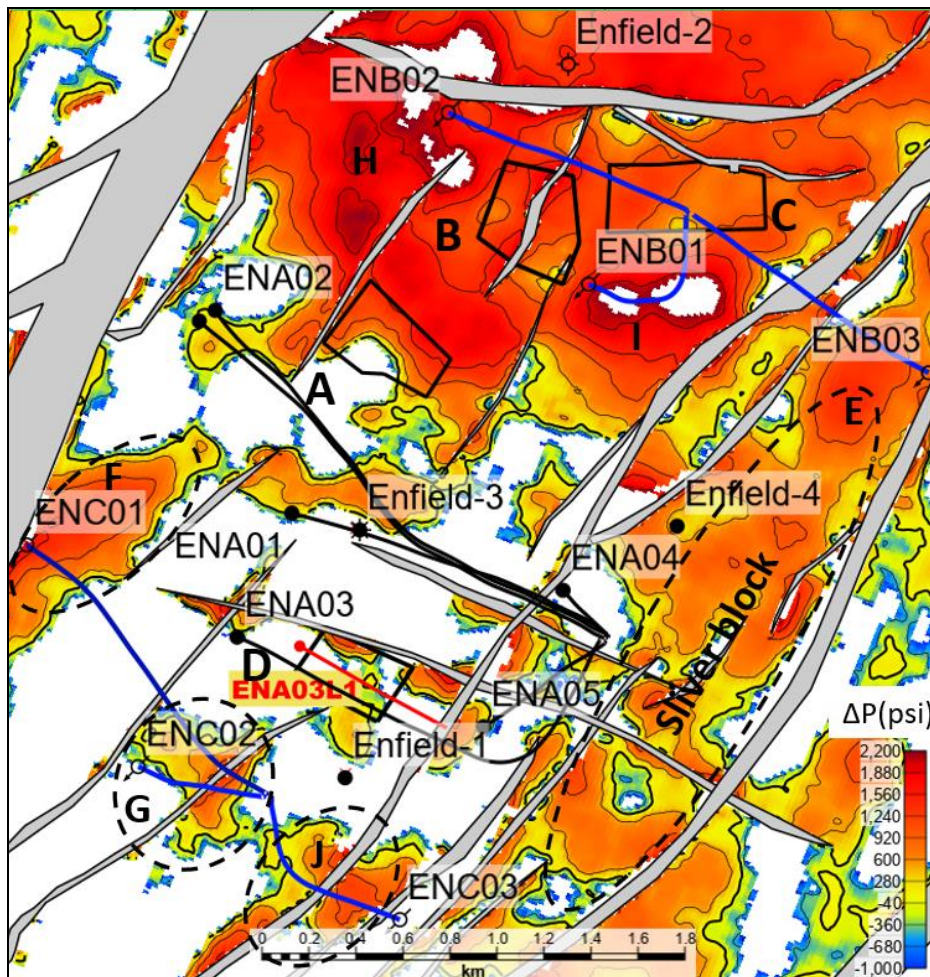 Enfield-2
ENB02
H
B
C
ENB01
ENA02
I
ENB03
A
E
F
Enfield-3
Enfield-4
ENC01
ENA01
ENA04
ENA03
D
ENA03L1
ENA05
Sliver block
ΔP(psi)
Enfield-1
ENC02
G
J
ENC03
2,200
1,880
1,560
1,240
920
600
280
-40
-360
-680
-1,000
0 0.2 0.4 0.6 0.8 1.0 1.2 1.4 1.6 1.8
km